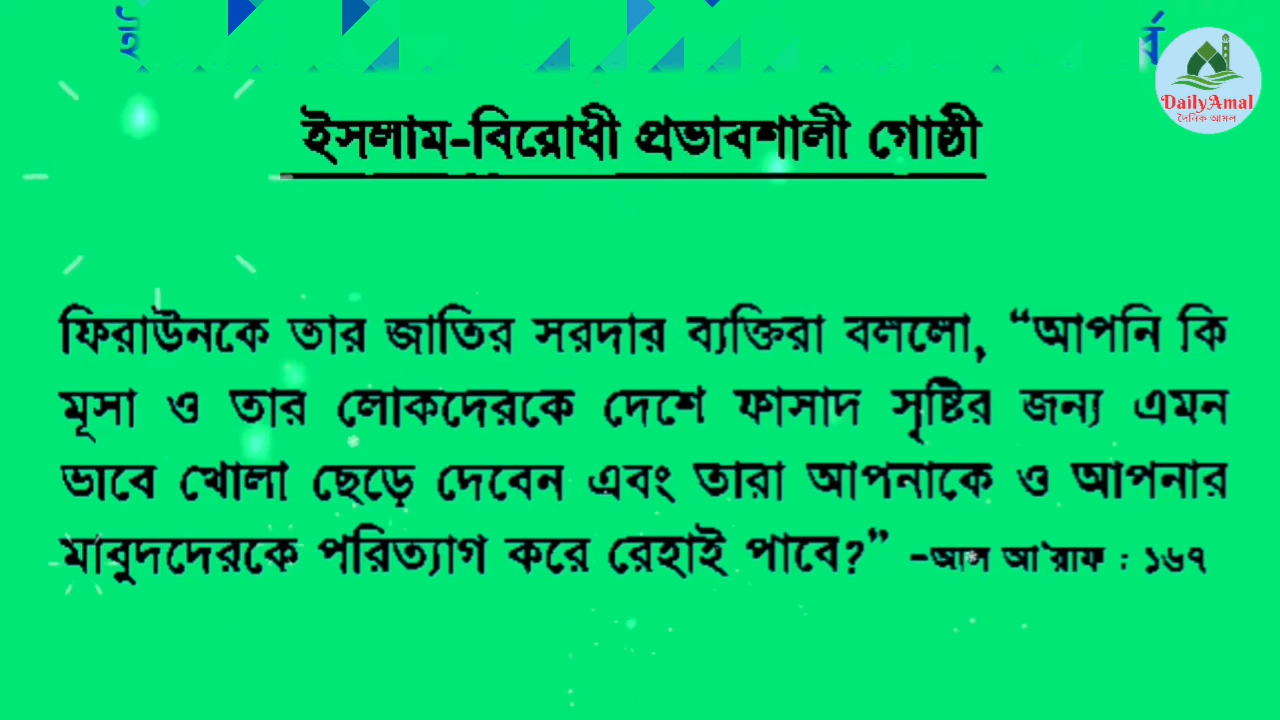 DailyAmal
দৈনিক আমল
ইসলাম-বিরোধী প্রভাবশালী গোষ্ঠী
ফিরাউনকে তার জাতির সরদার ব্যক্তিরা বললো, “আপনি কি
মূসা ও তার লোকদেরকে দেশে ফাসাদ সৃষ্টির জন্য এমন
ভাবে খোলা ছেড়ে দেবেন এবং তারা আপনাকে ও আপনার
মাবুদদেরকে পরিত্যাগ করে রেহাই পাবে?” -আল আ'রাফ : ১৬৭